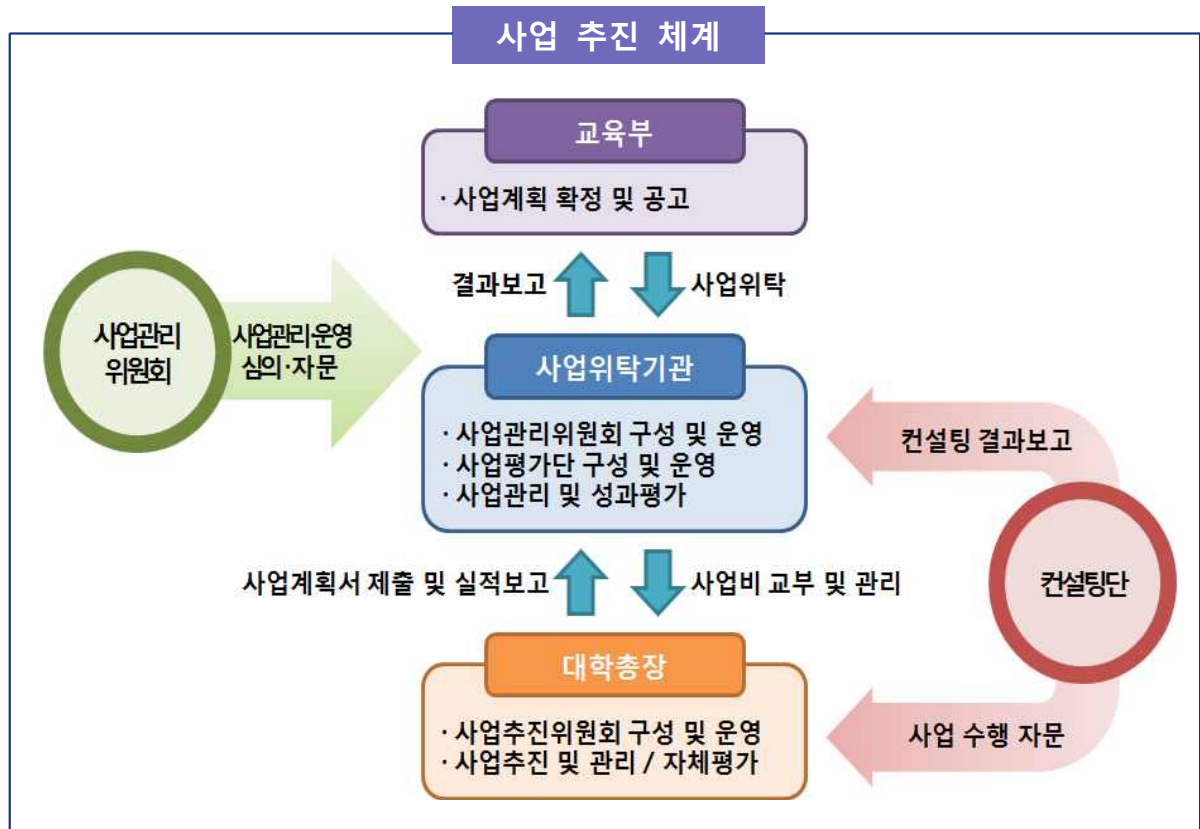 사업 추진 체계
교육부
· 사업계획 확정 및 공고
결과보고
사업위탁
사업관리
위원회
사업관리·운영
심의·자문
사업위탁기관
· 사업관리위원회 구성 및 운영
· 사업평가단 구성 및 운영
· 사업관리 및 성과평가
컨설팅 결과보고
사업계획서 제출 및 실적보고
사업비 교부 및 관리
컨설팅단
대학총장
· 사업추진위원회 구성 및 운영
· 사업추진 및 관리 / 자체평가
사업 수행 자문